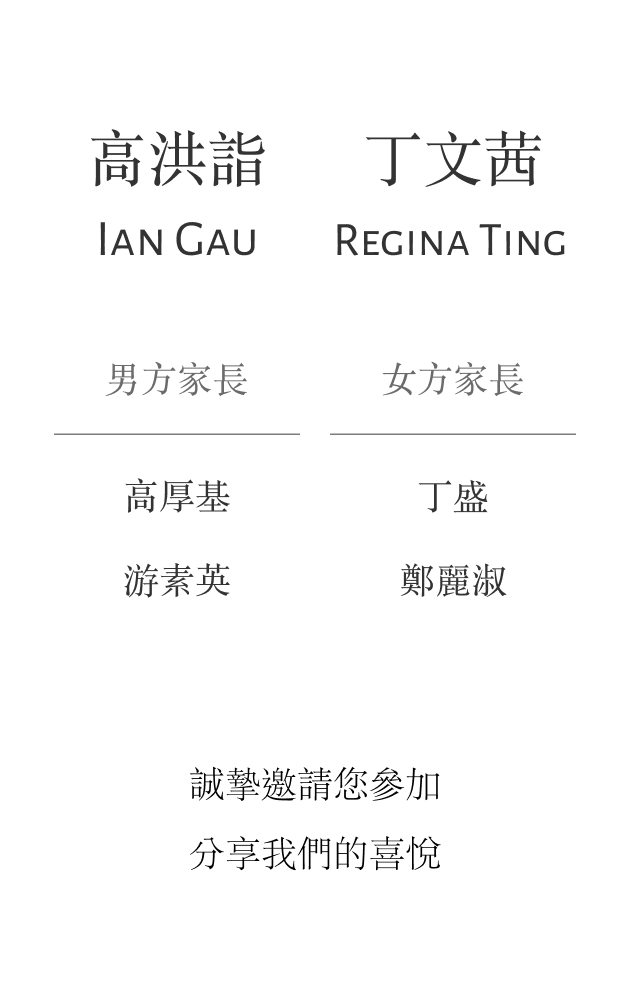 高洪詣
丁文茜
Ian Gau
Regina Ting
男方家長
女方家長
高厚基
丁盛
游素英
鄭麗淑
誠摯邀請您參加
分享我們的喜悅